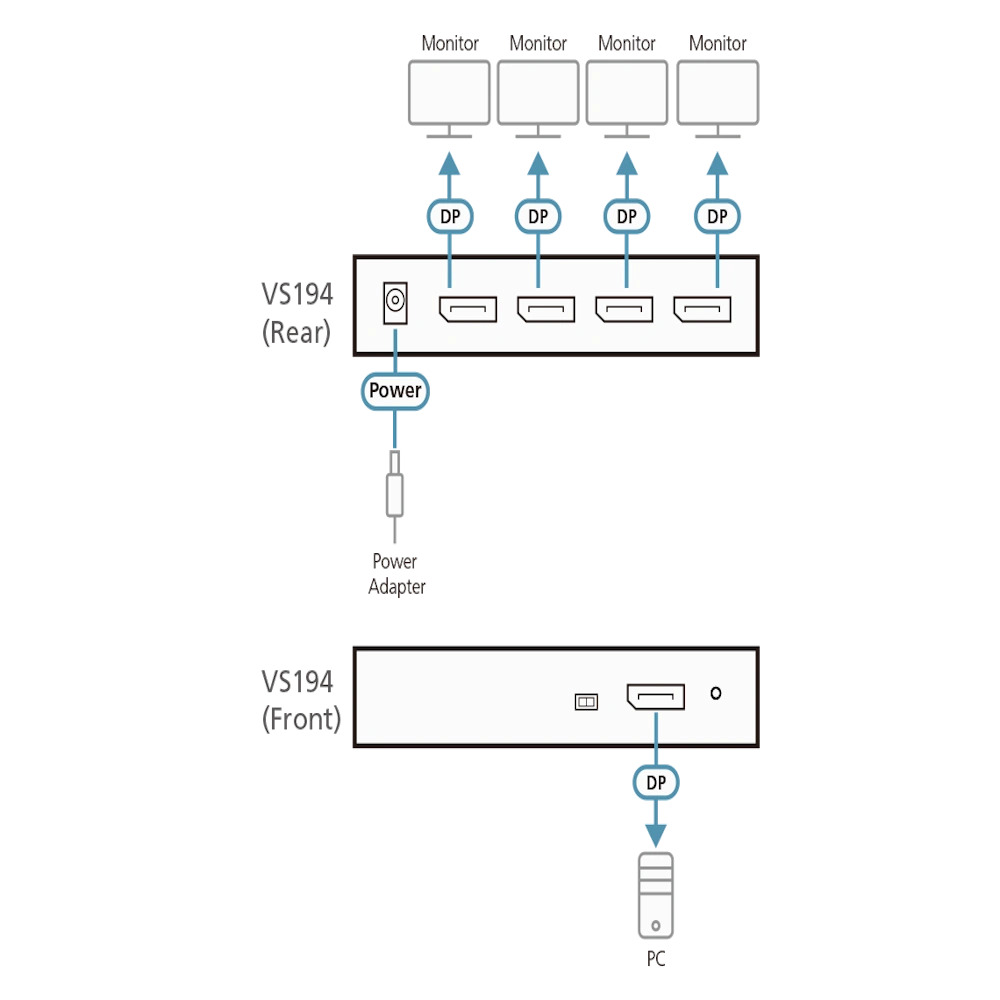 Monitor Monitor Monitor Monitor
DP DP DP DP
VS194
(Rear)
Power
Power
Adapter
VS194
(Front)
DP
PC